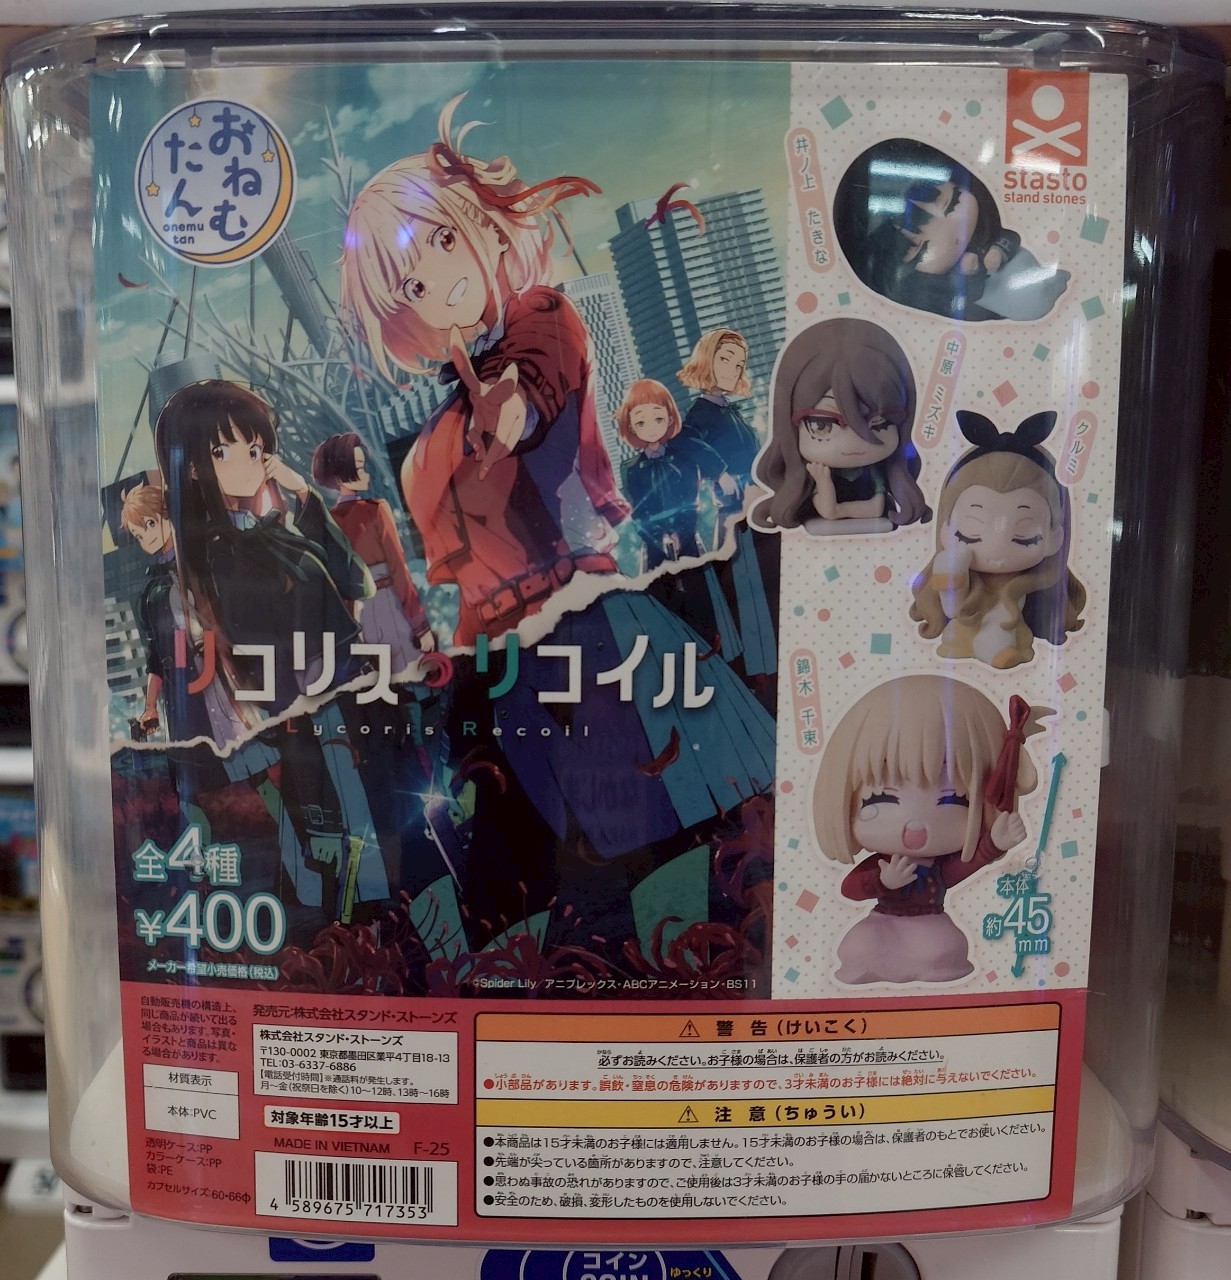 おねむ
たん
onemu
tan
stasto
stand stones
井ノ上 たきな
中原 ミズキ
クルミ
錦木 千束
リコリス・リコイル
Lycoris Recoil
全4種
¥400
メーカー希望小売価格(税込)
本体
約45
mm
©Spider Lily/アニプレックス・ABCアニメーション・BS11
自動販売機の構造上、
同じ商品が続いて出る
場合もあります。写真・
イラストと商品は異な
る場合があります。
材質表示
本体:PVC
透明ケース:PP
カラーケース:PP
袋:PE
カプセルサイズ:60・66Φ
発売元:株式会社スタンド・ストーンズ
株式会社スタンド・ストーンズ
〒130-0002 東京都墨田区業平4丁目18-13
TEL:03-6337-6886
【電話受付時間】※通話料が発生します。
月〜金(祝祭日を除く)10〜12時、13時〜16時
対象年齢15才以上
MADE IN VIETNAM F-25
4 589675 717353
⚠ 警告(けいこく)
必ずお読みください。お子様の場合は、保護者の方がお読みください。
●小部品があります。誤飲・窒息の危険がありますので、3才未満のお子様には絶対に与えないでください。
⚠ 注意(ちゅうい)
●本商品は15才未満のお子様には適用しません。15才未満のお子様の場合は、保護者のもとでお使いください。
●先端が尖っている箇所がありますので、注意してください。
●思わぬ事故の恐れがありますので、ご使用後は3才未満のお子様の手の届かないところに保管してください。
●安全のため、破損、変形したものを使用しないでください。
コイン
COIN
ゆっくり